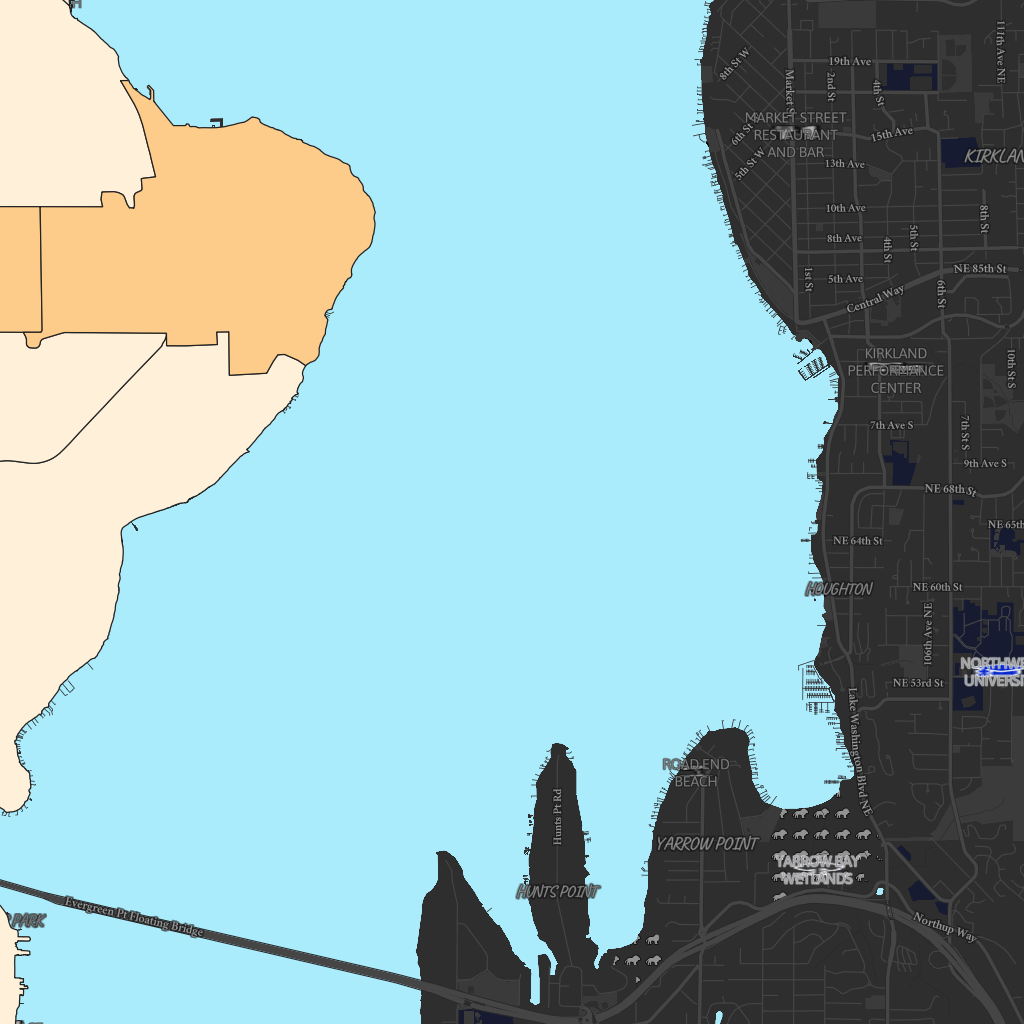 8th St W
19th Ave
111th Ave NE
Market S
2nd St
4th St
MARKET STREET
RESTAURANT
AND BAR
6th St
15th Ave
5th St W
13th Ave
KIRKLAN
10th Ave
8th St
8th Ave
4th St
5th St
NE 85th St
1st St
5th Ave
Central Way
6th St
KIRKLAND
PERFORMANCE
CENTER
10th St S
7th Ave S
7th St S
9th Ave S
NE 68th St
NE 65th
NE 64th St
HOUGHTON
NE 60th St
106th Ave NE
NORTHWE
UNIVERSI
NE 53rd St
Lake Washington Blvd NE
ROAD END
BEACH
Hunts Pt Rd
YARROW POINT
YARROW BAY
WETLANDS
HUNTS POINT
Evergreen Pt Floating Bridge
PARK
Northup Way